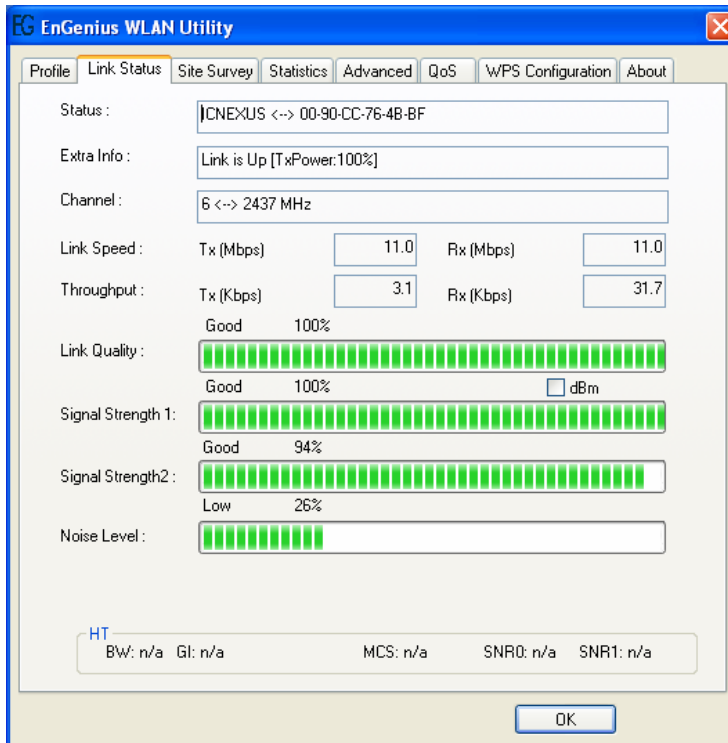 EG EnGenius WLAN Utility
Profile Link Status Site Survey Statistics Advanced QoS WPS Configuration About
Status : ICNEXUS <--> 00-90-CC-76-4B-BF
Extra Info : Link is Up [TxPower:100%]
Channel : 6 <--> 2437 MHz
Link Speed : Tx (Mbps) 11.0 Rx (Mbps) 11.0
Throughput : Tx (Kbps) 3.1 Rx (Kbps) 31.7
Good 100%
Link Quality :
Good 100% dBm
Signal Strength 1:
Good 94%
Signal Strength2 :
Low 26%
Noise Level :
HT
BW: n/a GI: n/a MCS: n/a SNR0: n/a SNR1: n/a
OK